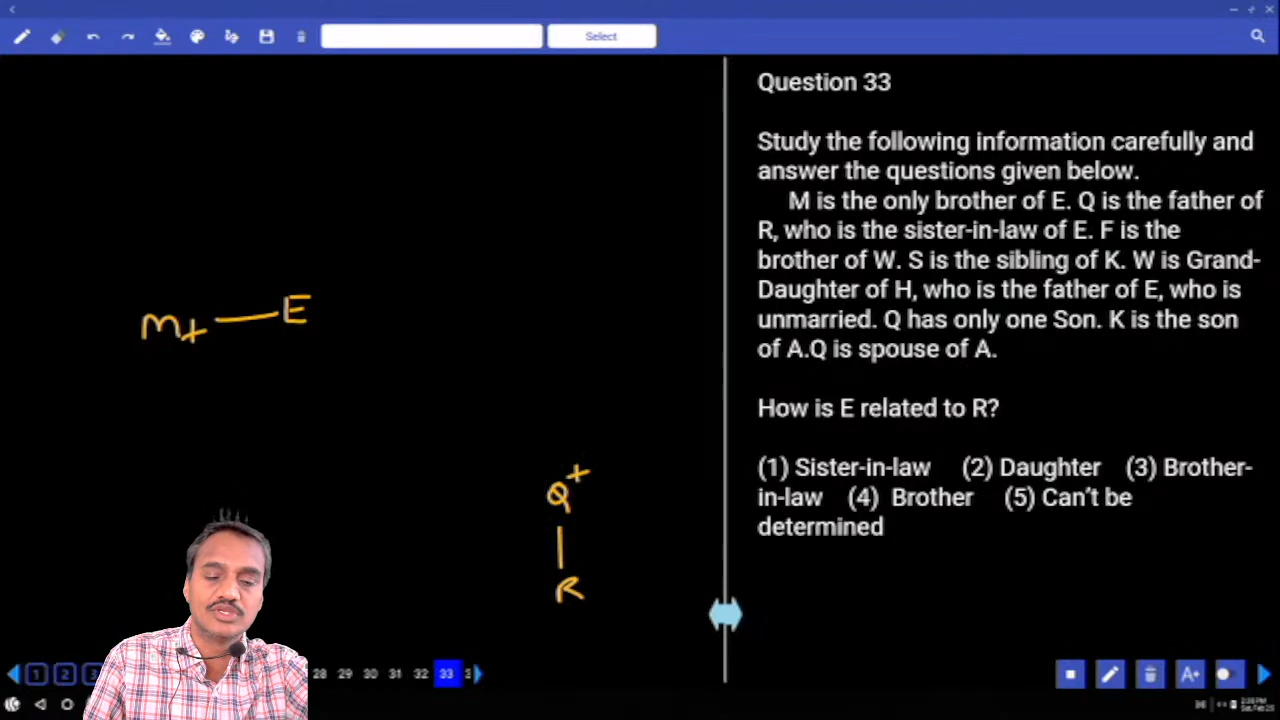 Select
Question 33
Study the following information carefully and
answer the questions given below.
M is the only brother of E. Q is the father of
R, who is the sister-in-law of E. F is the
brother of W. S is the sibling of K. W is Grand-
Daughter of H, who is the father of E, who is
unmarried. Q has only one Son. K is the son
of A.Q is spouse of A.
How is E related to R?
(1) Sister-in-law (2) Daughter (3) Brother-
in-law (4) Brother (5) Can't be
determined
M+ — E
Q+
R
1 2 3 28 29 30 31 32 33
A+